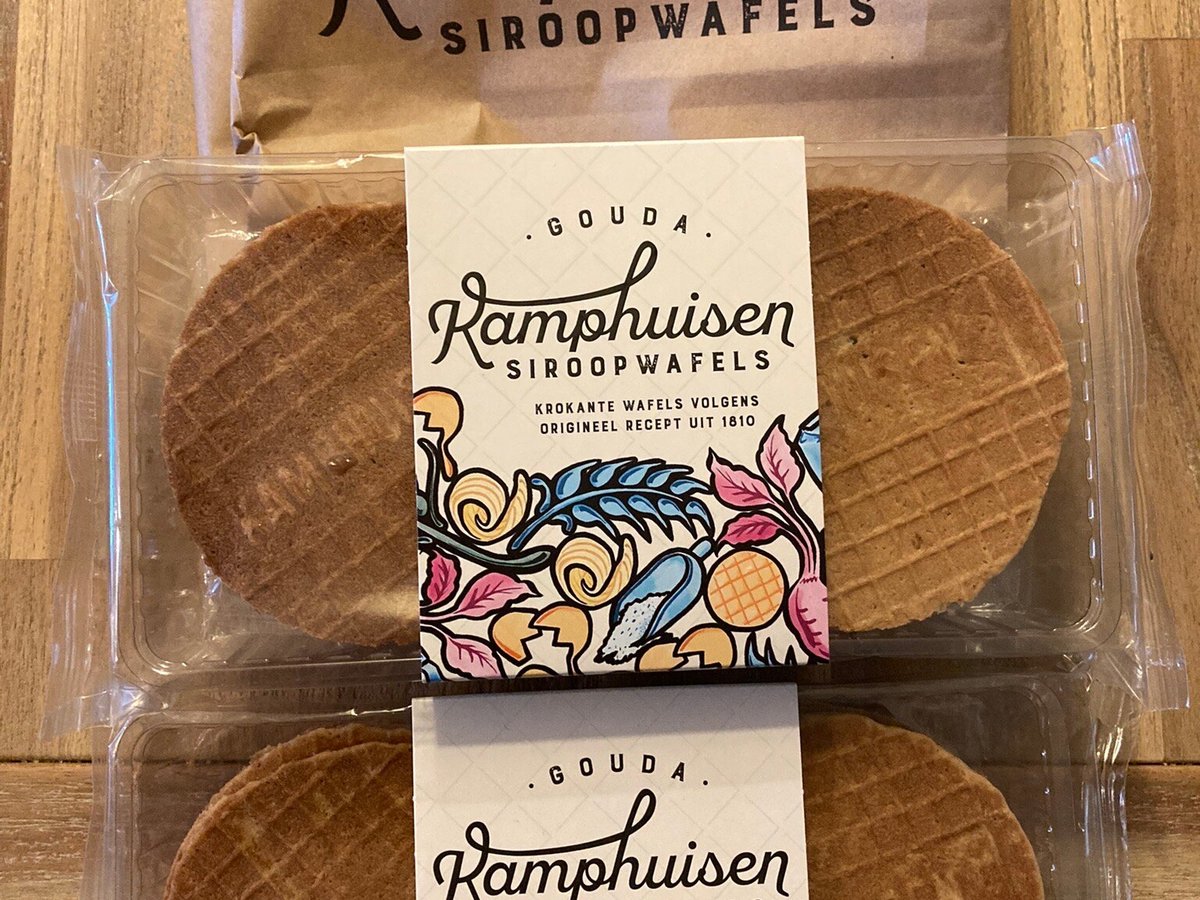 SIROOPWAFELS
. GOUDA .
Kamphuisen
SIROOPWAFELS
KROKANTE WAFELS VOLGENS
ORIGINEEL RECEPT UIT 1810
. GOUDA .
Kamphuisen